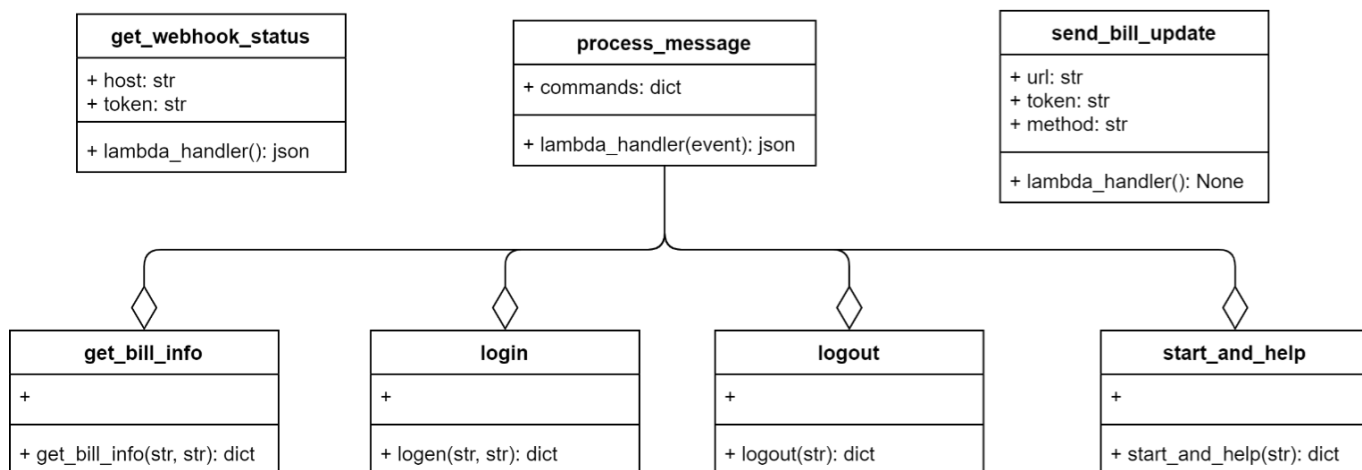 get_webhook_status
+ host: str
+ token: str
+ lambda_handler(): json
process_message
+ commands: dict
+ lambda_handler(event): json
send_bill_update
+ url: str
+ token: str
+ method: str
+ lambda_handler(): None
get_bill_info
+
+ get_bill_info(str, str): dict
login
+
+ logen(str, str): dict
logout
+
+ logout(str): dict
start_and_help
+
+ start_and_help(str): dict